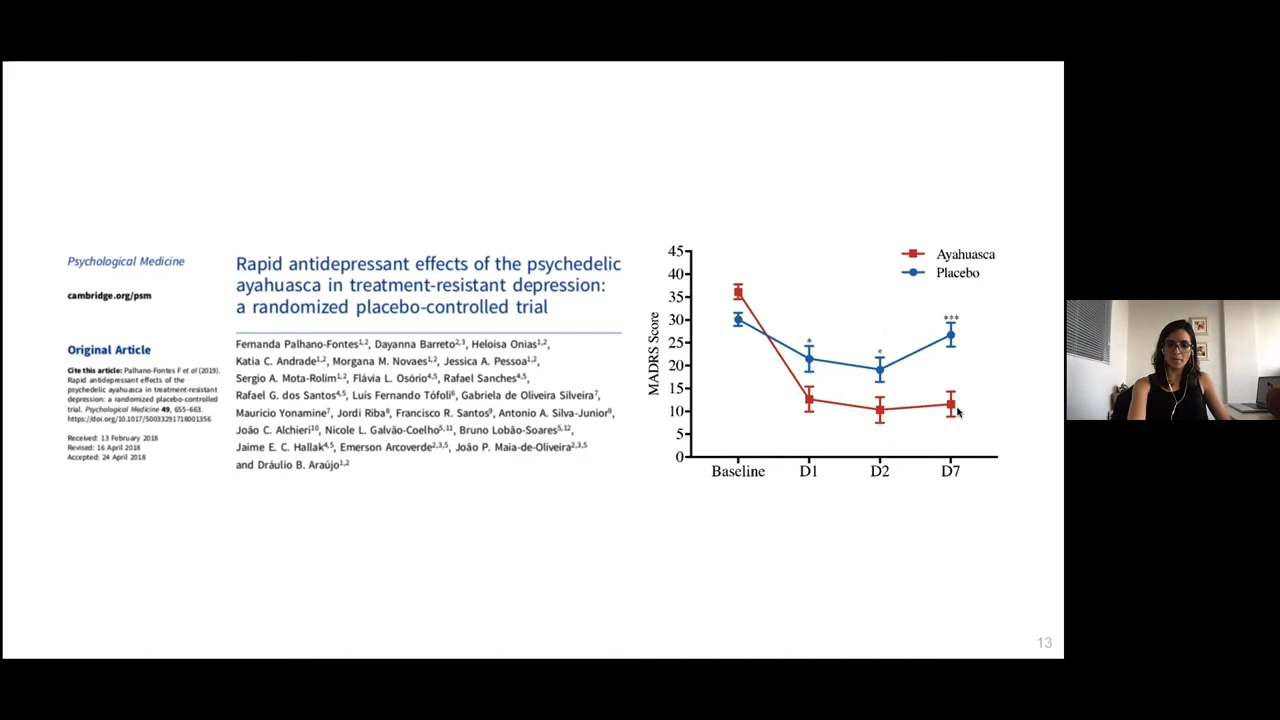 Psychological Medicine
cambridge.org/psm
Original Article
Cite this article: Palhano-Fontes F et al (2019).
Rapid antidepressant effects of the
psychedelic ayahuasca in treatment-resistant
depression: a randomized placebo-controlled
trial. Psychological Medicine 49, 655–663.
https://doi.org/10.1017/S0033291718001356
Received: 13 February 2018
Revised: 16 April 2018
Accepted: 24 April 2018
Rapid antidepressant effects of the psychedelic
ayahuasca in treatment-resistant depression:
a randomized placebo-controlled trial
Fernanda Palhano-Fontes1,2, Dayanna Barreto2,3, Heloisa Onias1,2,
Katia C. Andrade1,2, Morgana M. Novaes1,2, Jessica A. Pessoa1,2,
Sergio A. Mota-Rolim1,2, Flávia L. Osório4,5, Rafael Sanches4,5,
Rafael G. dos Santos4,5, Luís Fernando Tófoli6, Gabriela de Oliveira Silveira7,
Mauricio Yonamine7, Jordi Riba8, Francisco R. Santos9, Antonio A. Silva-Junior9,
João C. Alchieri10, Nicole L. Galvão-Coelho5,11, Bruno Lobão-Soares5,12,
Jaime E. C. Hallak4,5, Emerson Arcoverde2,3,5, João P. Maia-de-Oliveira2,3,5
and Dráulio B. Araújo1,2
MADRS Score
45
40
35
30
25
20
15
10
5
0
Ayahuasca
Placebo
*
*
***
Baseline D1 D2 D7
13